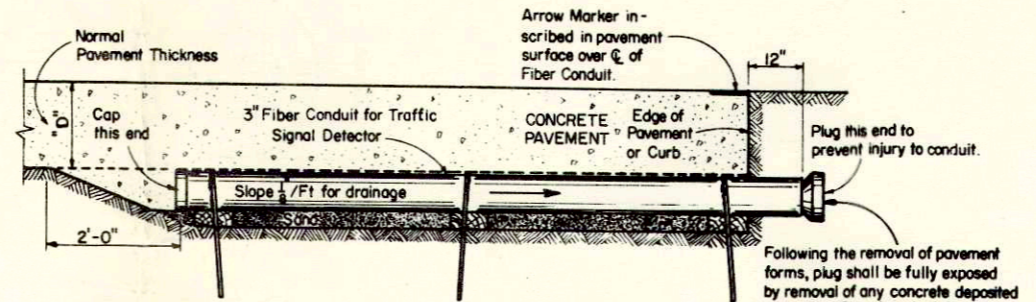 Normal
Pavement Thickness
Arrow Marker in-
scribed in pavement
surface over ℄ of
Fiber Conduit.
12"
"D"
Cap
this end
3" Fiber Conduit for Traffic
Signal Detector
CONCRETE
PAVEMENT
Edge of
Pavement
or Curb
Plug this end to
prevent injury to conduit.
Slope 1/8"/Ft for drainage
Sand
2'-0"
Following the removal of pavement
forms, plug shall be fully exposed
by removal of any concrete deposited